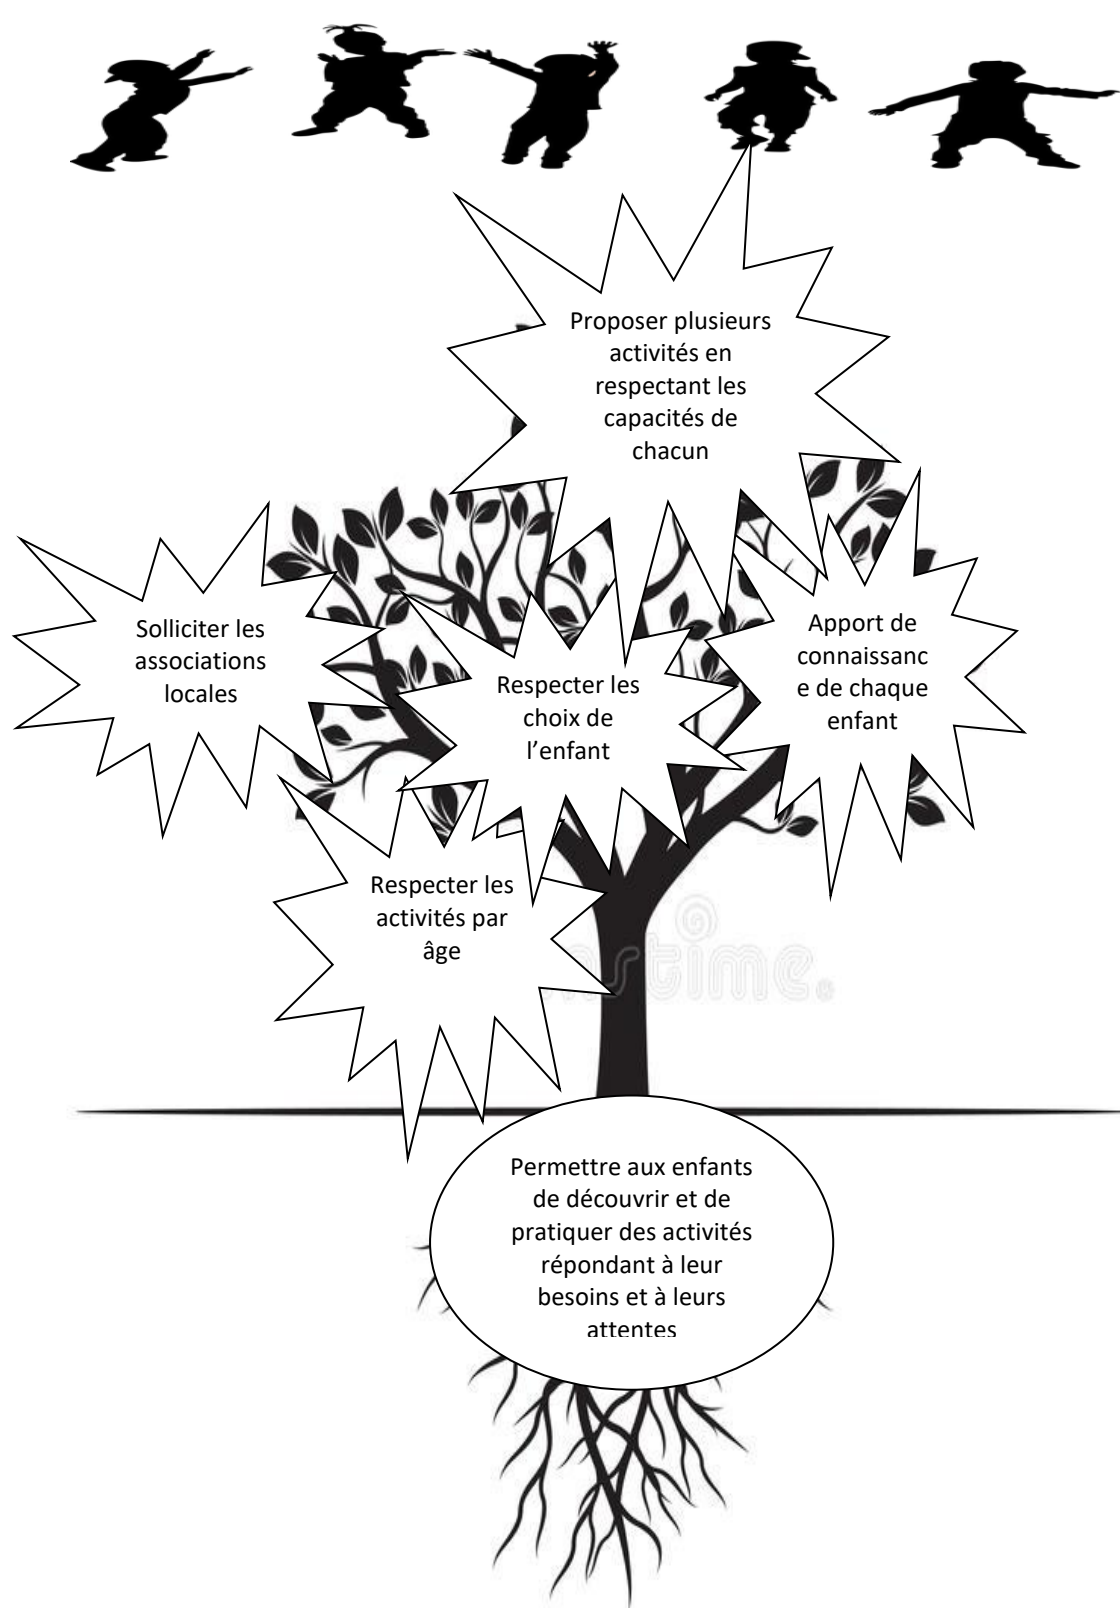 Proposer plusieurs
activités en
respectant les
capacités de
chacun
Solliciter les
associations
locales
Respecter les
choix de
l’enfant
Apport de
connaissanc
e de chaque
enfant
Respecter les
activités par
âge
Permettre aux enfants
de découvrir et de
pratiquer des activités
répondant à leur
besoins et à leurs
attentes